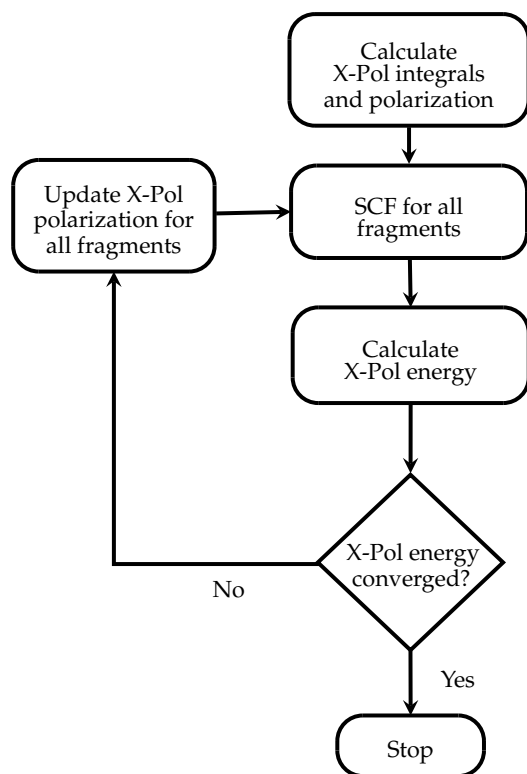 Calculate
X-Pol integrals
and polarization
Update X-Pol
polarization for
all fragments
SCF for all
fragments
Calculate
X-Pol energy
X-Pol energy
converged?
No
Yes
Stop